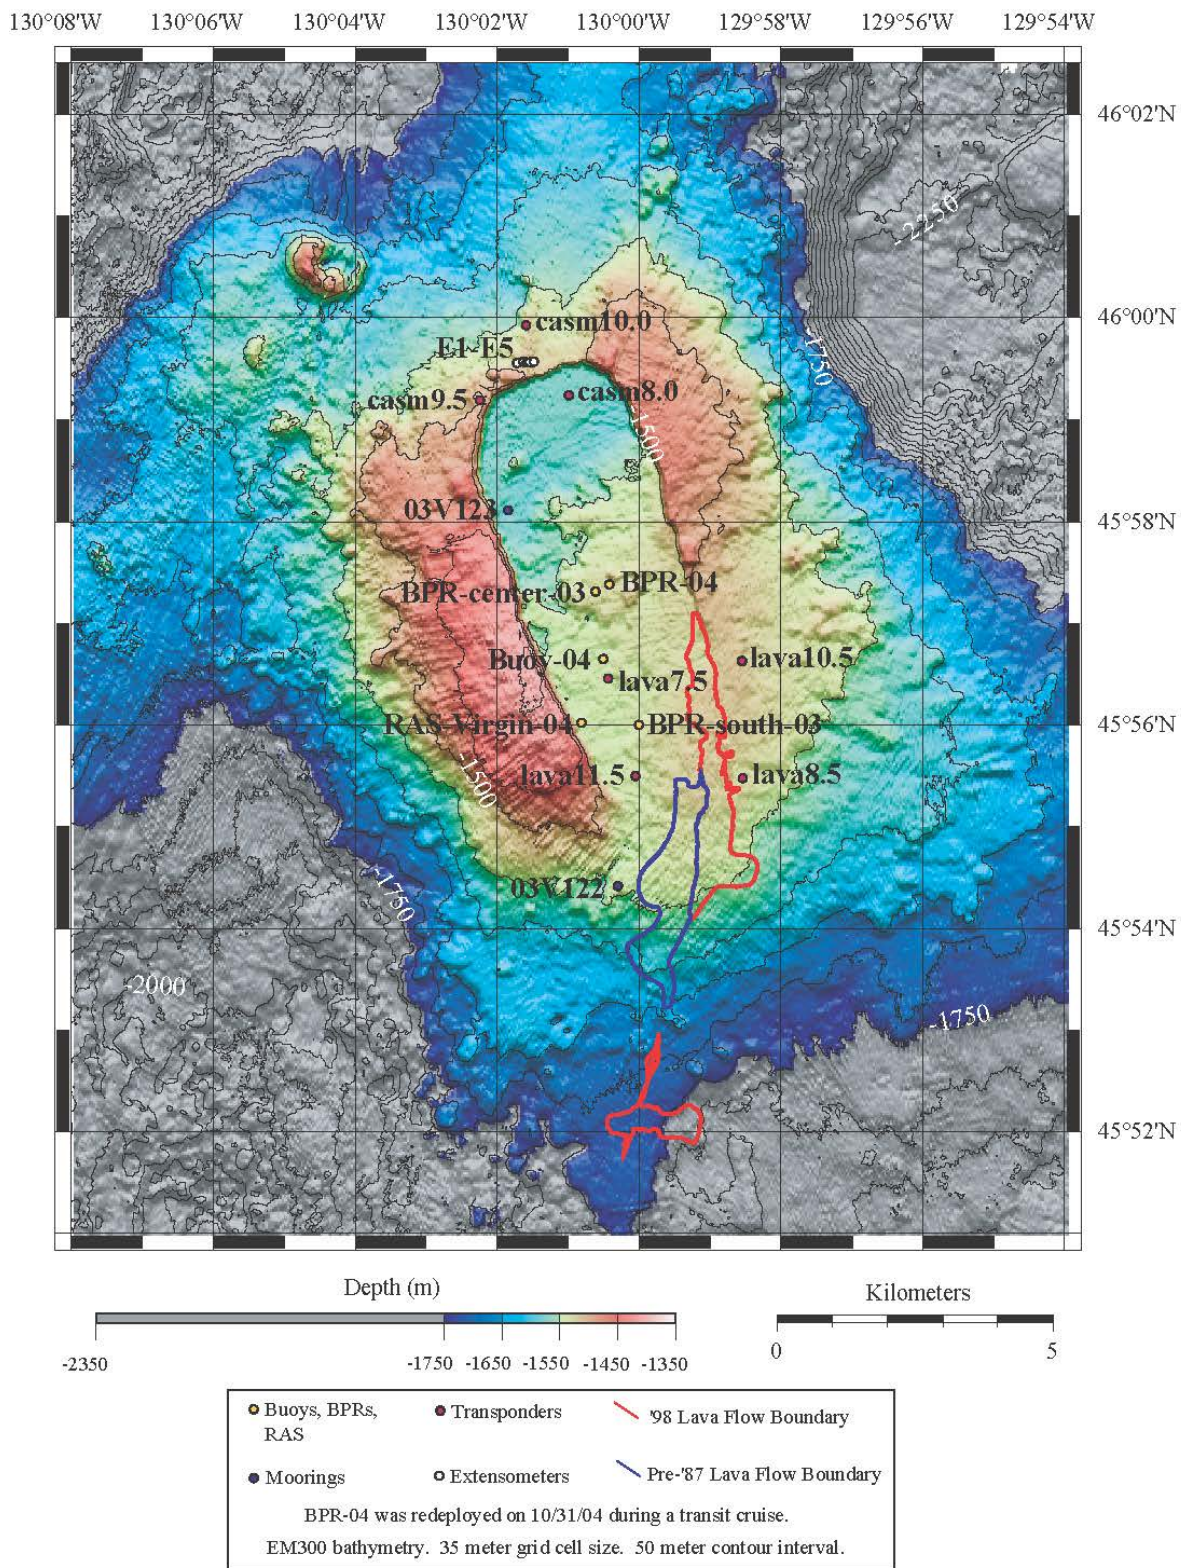 130°08'W 130°06'W 130°04'W 130°02'W 130°00'W 129°58'W 129°56'W 129°54'W
46°02'N
-2250
46°00'N
casm10.0
-1750
E1-E5
casm9.5
casm8.0
-1500
03V123
45°58'N
BPR-04
BPR-center-03
Buoy-04
lava10.5
lava7.5
RAS-Virgin-04
BPR-south-03
45°56'N
-1500
lava11.5
lava8.5
03V122
-1750
45°54'N
-2000
-1750
45°52'N
Depth (m)
Kilometers
-2350 -1750 -1650 -1550 -1450 -1350
0 5
Buoys, BPRs, RAS
Transponders
'98 Lava Flow Boundary
Moorings
Extensometers
Pre-'87 Lava Flow Boundary
BPR-04 was redeployed on 10/31/04 during a transit cruise.
EM300 bathymetry. 35 meter grid cell size. 50 meter contour interval.